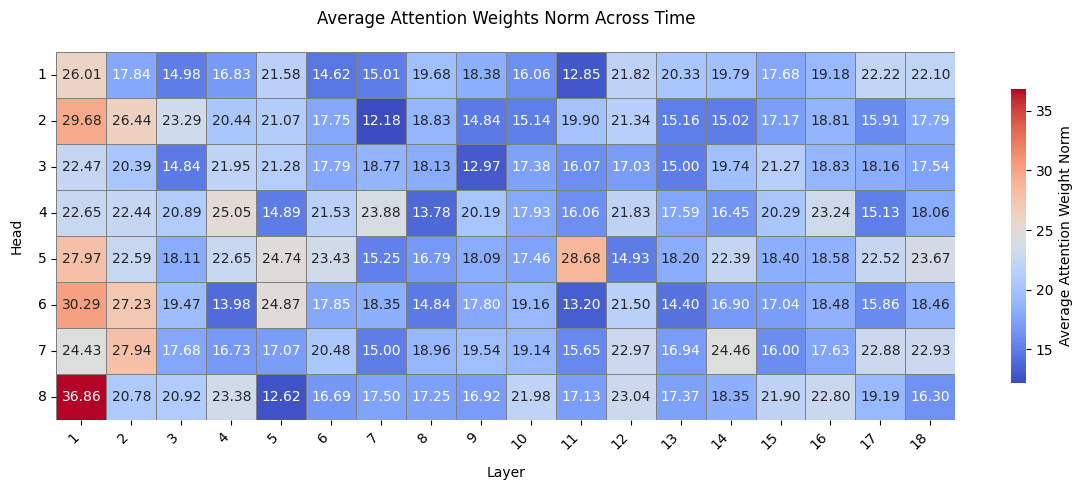 Average Attention Weights Norm Across Time
1 26.01 17.84 14.98 16.83 21.58 14.62 15.01 19.68 18.38 16.06 12.85 21.82 20.33 19.79 17.68 19.18 22.22 22.10
2 29.68 26.44 23.29 20.44 21.07 17.75 12.18 18.83 14.84 15.14 19.90 21.34 15.16 15.02 17.17 18.81 15.91 17.79
3 22.47 20.39 14.84 21.95 21.28 17.79 18.77 18.13 12.97 17.38 16.07 17.03 15.00 19.74 21.27 18.83 18.16 17.54
4 22.65 22.44 20.89 25.05 14.89 21.53 23.88 13.78 20.19 17.93 16.06 21.83 17.59 16.45 20.29 23.24 15.13 18.06
5 27.97 22.59 18.11 22.65 24.74 23.43 15.25 16.79 18.09 17.46 28.68 14.93 18.20 22.39 18.40 18.58 22.52 23.67
6 30.29 27.23 19.47 13.98 24.87 17.85 18.35 14.84 17.80 19.16 13.20 21.50 14.40 16.90 17.04 18.48 15.86 18.46
7 24.43 27.94 17.68 16.73 17.07 20.48 15.00 18.96 19.54 19.14 15.65 22.97 16.94 24.46 16.00 17.63 22.88 22.93
8 36.86 20.78 20.92 23.38 12.62 16.69 17.50 17.25 16.92 21.98 17.13 23.04 17.37 18.35 21.90 22.80 19.19 16.30
1 2 3 4 5 6 7 8 9 10 11 12 13 14 15 16 17 18
Layer
Head
35
30
25
20
15
Average Attention Weight Norm